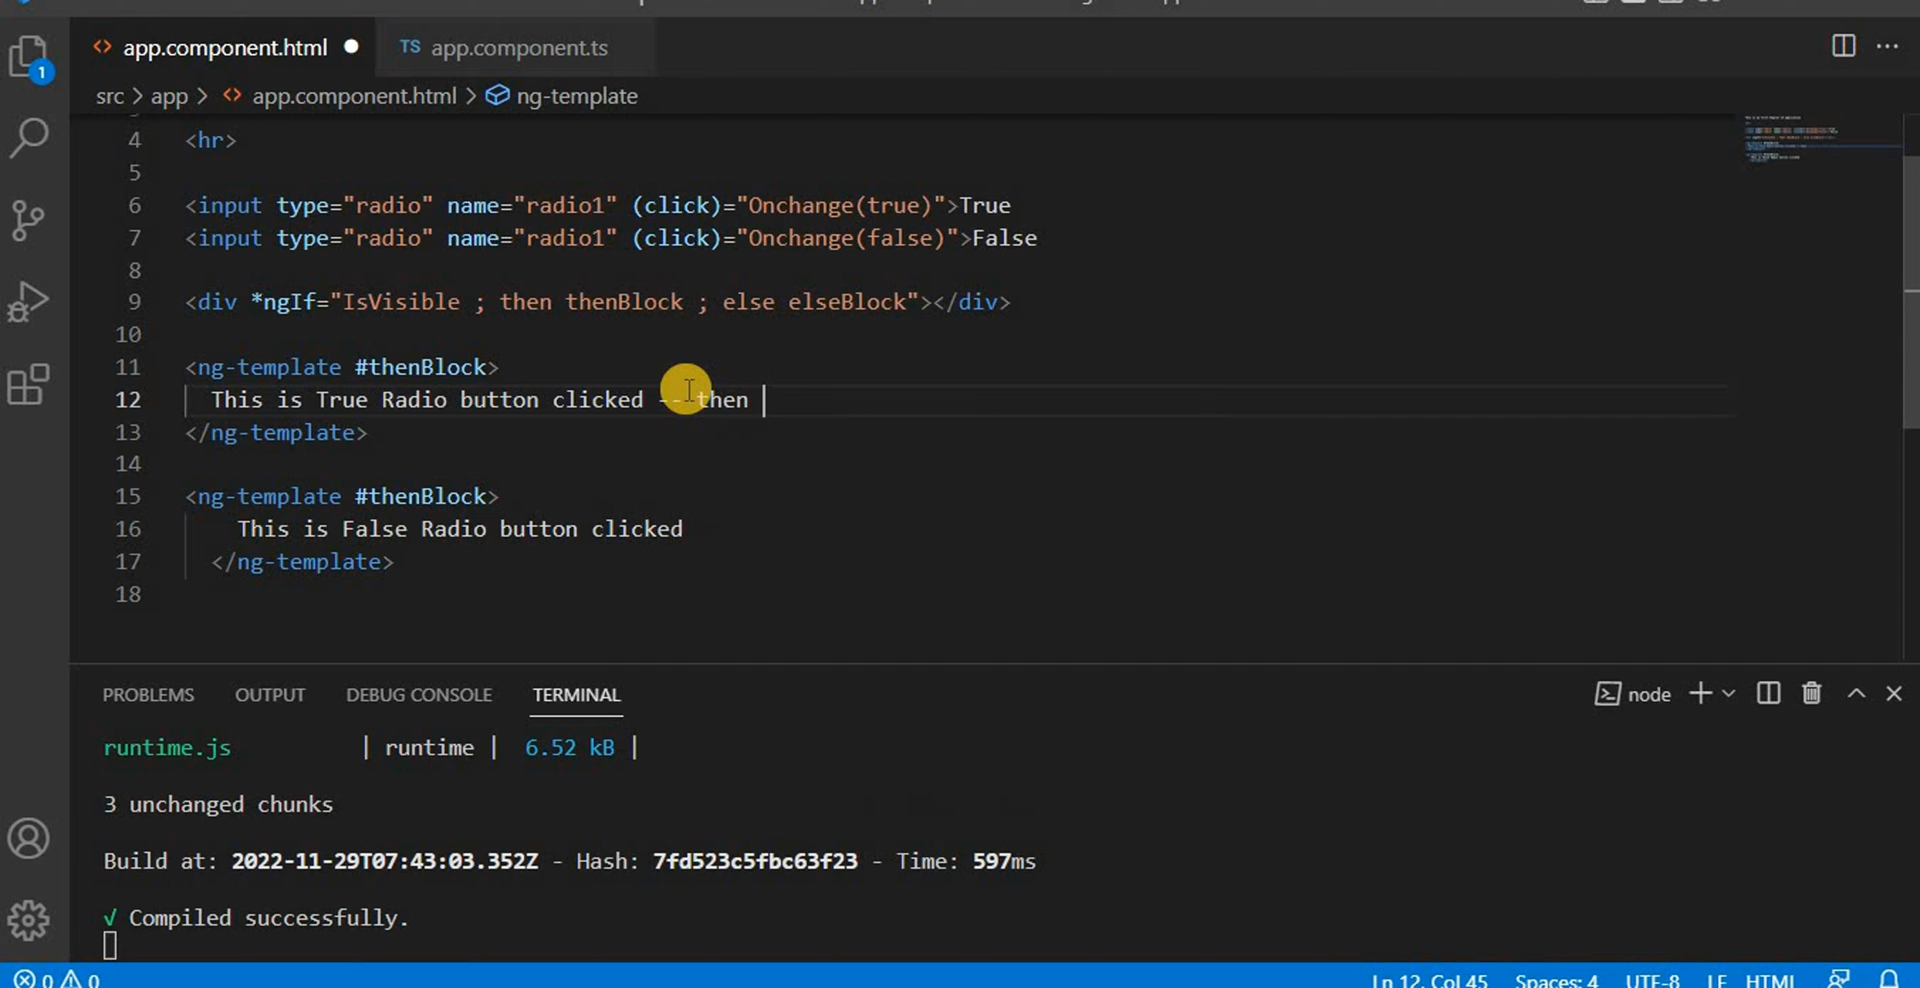 app.component.html
TS app.component.ts
1
src > app > <> app.component.html > ng-template
4 <hr>
5
6 <input type="radio" name="radio1" (click)="Onchange(true)">True
7 <input type="radio" name="radio1" (click)="Onchange(false)">False
8
9 <div *ngIf="IsVisible ; then thenBlock ; else elseBlock"></div>
10
11 <ng-template #thenBlock>
12 This is True Radio button clicked -- then
13 </ng-template>
14
15 <ng-template #thenBlock>
16 This is False Radio button clicked
17 </ng-template>
18
PROBLEMS OUTPUT DEBUG CONSOLE TERMINAL node
runtime.js | runtime | 6.52 kB |
3 unchanged chunks
Build at: 2022-11-29T07:43:03.352Z - Hash: 7fd523c5fbc63f23 - Time: 597ms
√ Compiled successfully.
0 0 Ln 12, Col 45 Spaces: 4 UTF-8 LF HTML